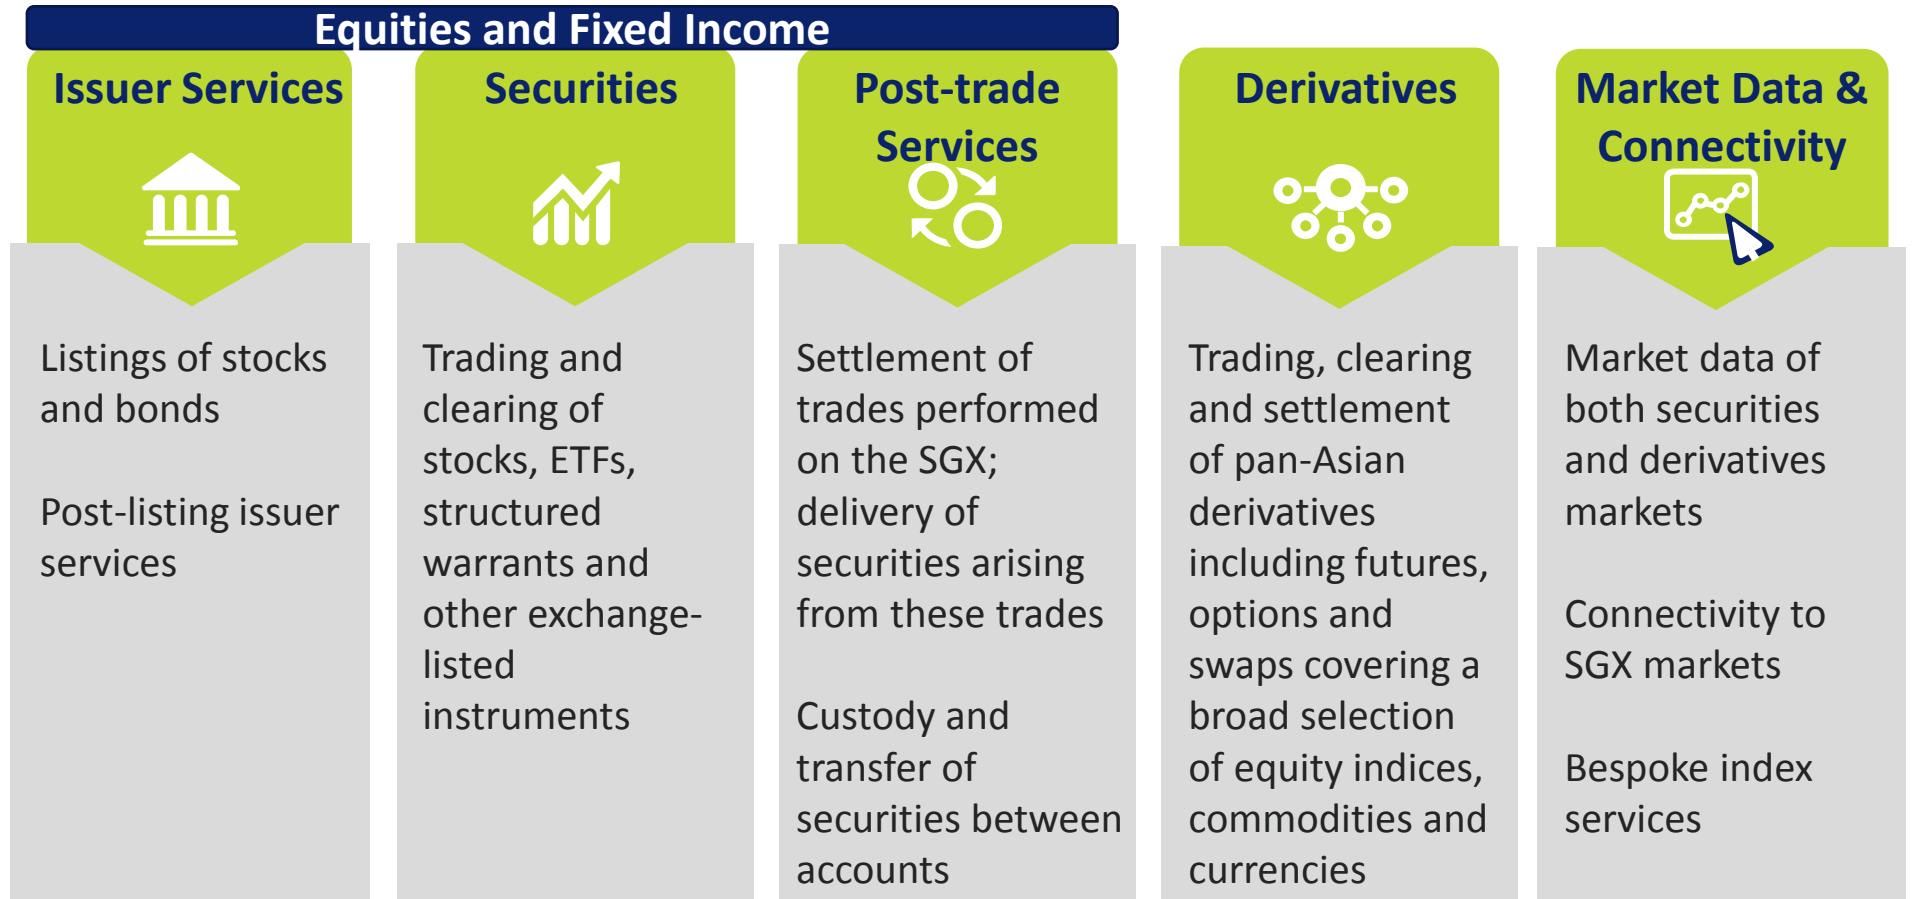 Equities and Fixed Income
Issuer Services
Listings of stocks
and bonds
Post-listing issuer
services
Securities
Trading and
clearing of
stocks, ETFs,
structured
warrants and
other exchange-
listed
instruments
Post-trade
Services
Settlement of
trades performed
on the SGX;
delivery of
securities arising
from these trades
Custody and
transfer of
securities between
accounts
Derivatives
Trading, clearing
and settlement
of pan-Asian
derivatives
including futures,
options and
swaps covering a
broad selection
of equity indices,
commodities and
currencies
Market Data &
Connectivity
Market data of
both securities
and derivatives
markets
Connectivity to
SGX markets
Bespoke index
services